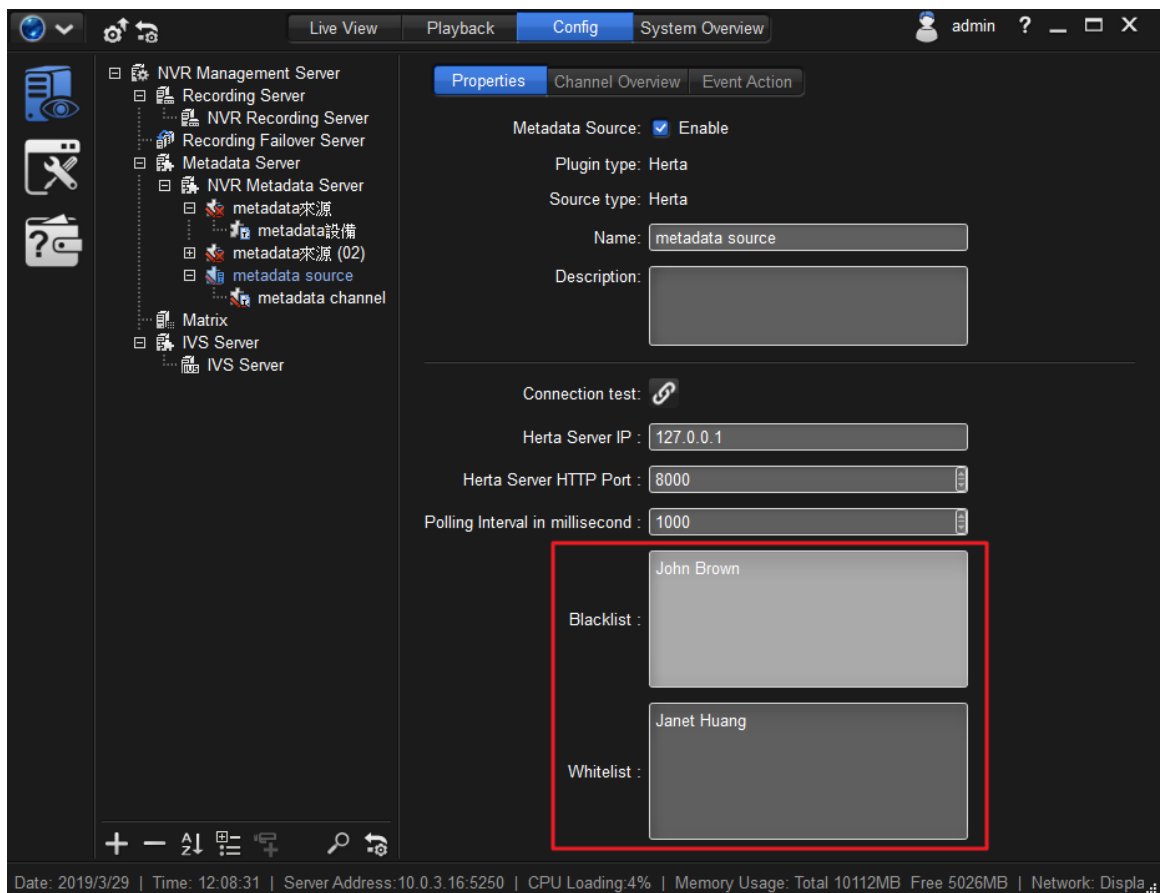 Live View Playback Config System Overview admin ?
NVR Management Server
Recording Server
NVR Recording Server
Recording Failover Server
Metadata Server
NVR Metadata Server
metadata來源
metadata設備
metadata來源 (02)
metadata source
metadata channel
Matrix
IVS Server
IVS Server
Properties Channel Overview Event Action
Metadata Source: Enable
Plugin type: Herta
Source type: Herta
Name: metadata source
Description:
Connection test:
Herta Server IP : 127.0.0.1
Herta Server HTTP Port : 8000
Polling Interval in millisecond : 1000
Blacklist : John Brown
Whitelist : Janet Huang
Date: 2019/3/29 | Time: 12:08:31 | Server Address:10.0.3.16:5250 | CPU Loading:4% | Memory Usage: Total 10112MB Free 5026MB | Network: Displa